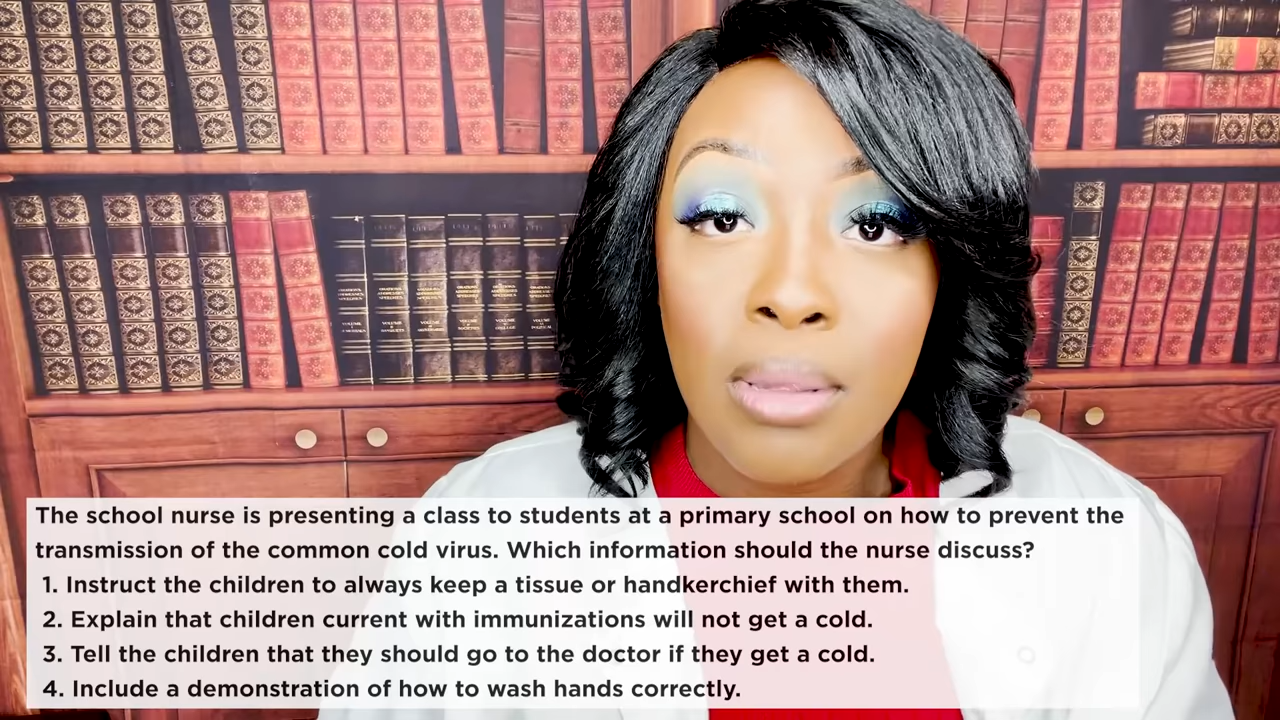 The school nurse is presenting a class to students at a primary school on how to prevent the
transmission of the common cold virus. Which information should the nurse discuss?
1. Instruct the children to always keep a tissue or handkerchief with them.
2. Explain that children current with immunizations will not get a cold.
3. Tell the children that they should go to the doctor if they get a cold.
4. Include a demonstration of how to wash hands correctly.